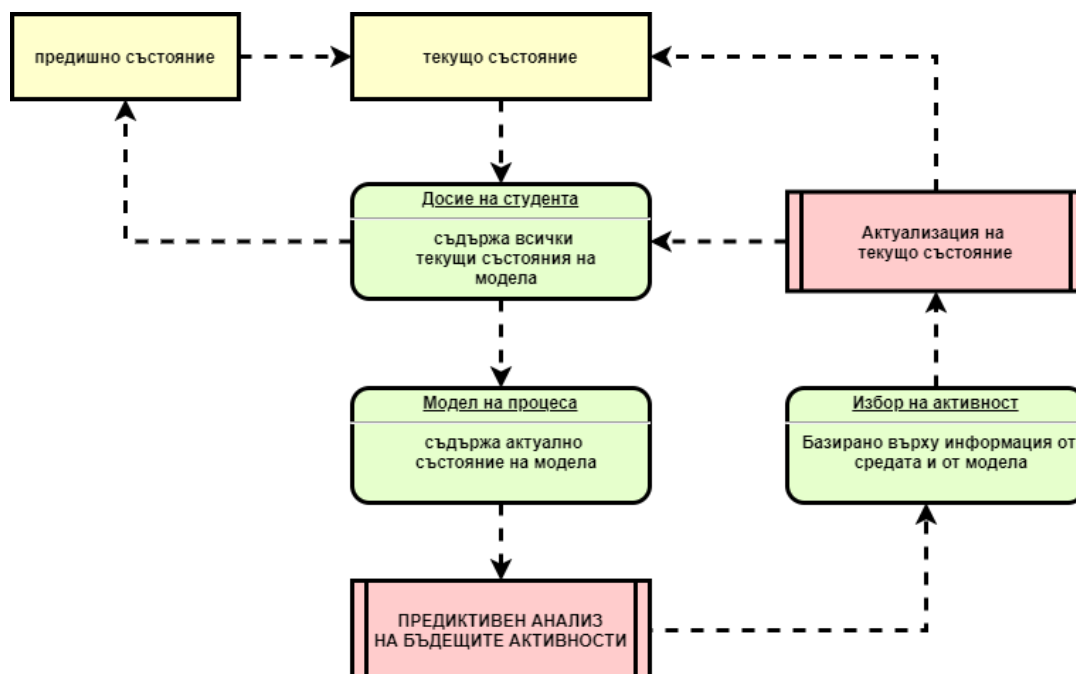 предишно състояние
текущо състояние
Досие на студента
съдържа всички
текущи състояния на
модела
Актуализация на
текущо състояние
Модел на процеса
съдържа актуално
състояние на модела
Избор на активност
Базирано върху информация от
средата и от модела
ПРЕДИКТИВЕН АНАЛИЗ
НА БЪДЕЩИТЕ АКТИВНОСТИ